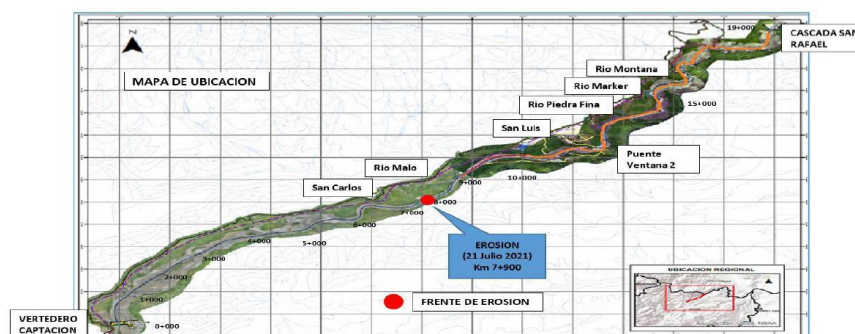 19+000
CASCADA SAN
RAFAEL
MAPA DE UBICACION
Rio Montana
Rio Marker
Rio Piedra Fina
15+000
San Luis
Puente
Ventana 2
Rio Malo
10+000
9+000
San Carlos
8+000
7+000
6+000
5+000
4+000
3+000
2+000
1+000
0+000
EROSION
(21 Julio 2021)
Km 7+900
FRENTE DE EROSION
UBICACION REGIONAL
VERTEDERO
CAPTACION